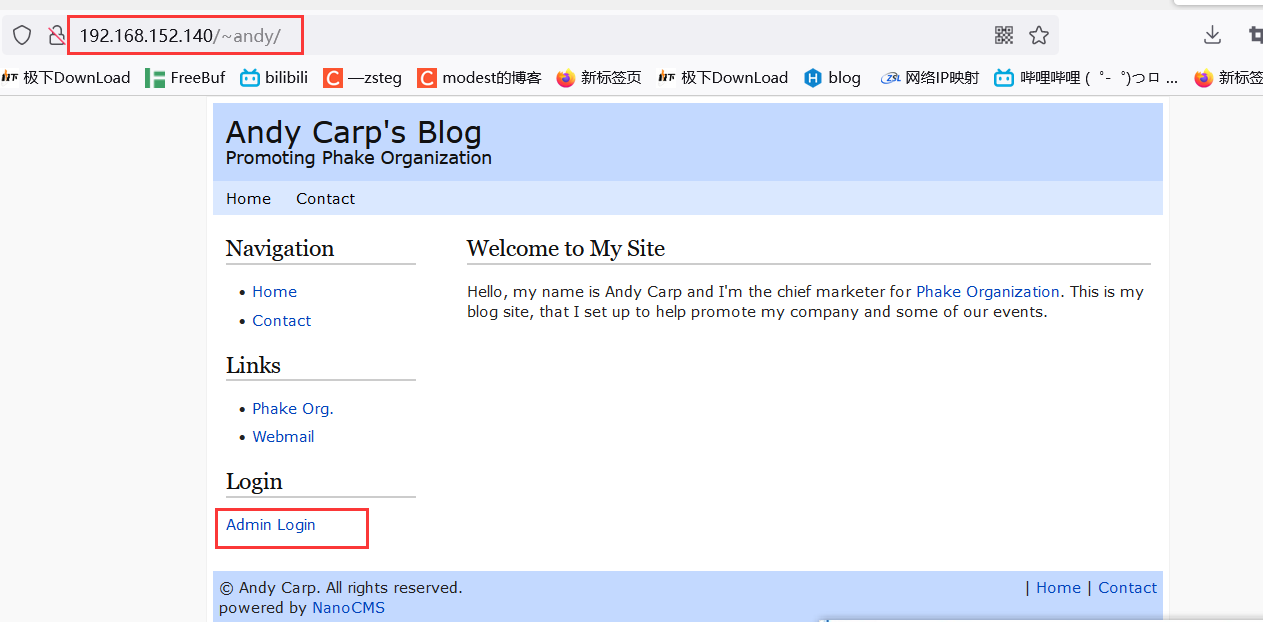 192.168.152.140/~andy/
极下DownLoad FreeBuf bilibili —zsteg modest的博客 新标签页 极下DownLoad blog 网络IP映射 哔哩哔哩 (゜-゜)つロ ... 新标签
Andy Carp's Blog
Promoting Phake Organization
Home Contact
Navigation
Home
Contact
Links
Phake Org.
Webmail
Login
Admin Login
Welcome to My Site
Hello, my name is Andy Carp and I'm the chief marketer for Phake Organization. This is my
blog site, that I set up to help promote my company and some of our events.
© Andy Carp. All rights reserved.
powered by NanoCMS
| Home | Contact